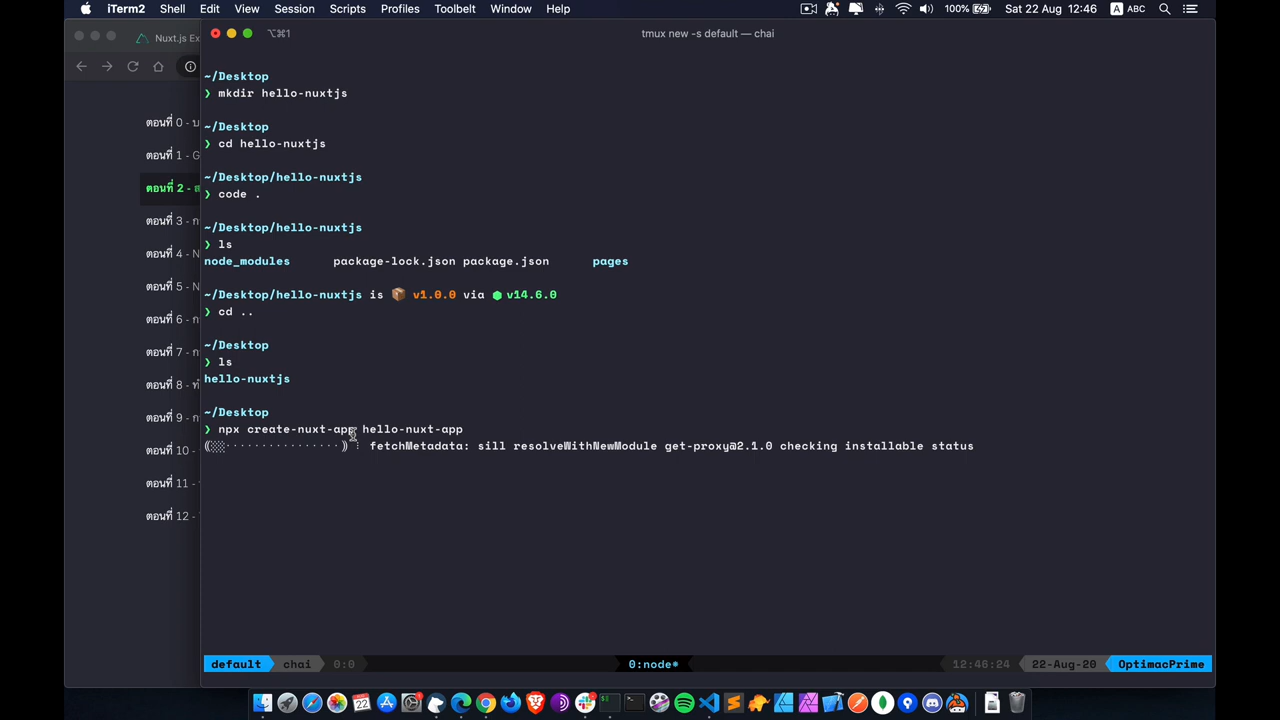 iTerm2 Shell Edit View Session Scripts Profiles Toolbelt Window Help 100% Sat 22 Aug 12:46 A ABC
Nuxt.js Ex
⌥⌘1 tmux new -s default — chai
~/Desktop
❯ mkdir hello-nuxtjs
~/Desktop
❯ cd hello-nuxtjs
~/Desktop/hello-nuxtjs
❯ code .
~/Desktop/hello-nuxtjs
❯ ls
node_modules package-lock.json package.json pages
~/Desktop/hello-nuxtjs is 📦 v1.0.0 via ⬢ v14.6.0
❯ cd ..
~/Desktop
❯ ls
hello-nuxtjs
~/Desktop
❯ npx create-nuxt-app hello-nuxt-app
⸨░░················⸩ ⫶ fetchMetadata: sill resolveWithNewModule get-proxy@2.1.0 checking installable status
ตอนที่ 0 - บ
ตอนที่ 1 - G
ตอนที่ 2 - ส
ตอนที่ 3 - ก
ตอนที่ 4 - N
ตอนที่ 5 - N
ตอนที่ 6 - ก
ตอนที่ 7 - ก
ตอนที่ 8 - ท
ตอนที่ 9 - ก
ตอนที่ 10 -
ตอนที่ 11 -
ตอนที่ 12 -
default chai 0:0 0:node* 12:46:24 22-Aug-20 OptimacPrime